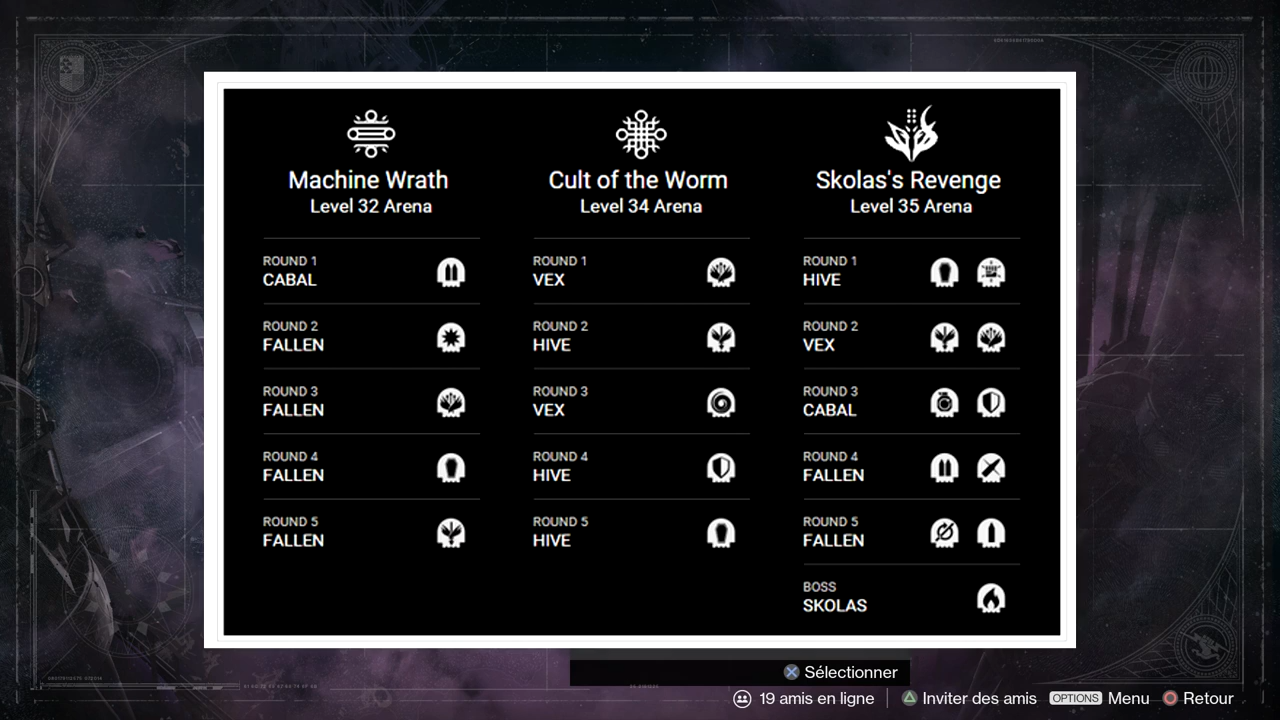 Machine Wrath
Level 32 Arena
ROUND 1
CABAL
ROUND 2
FALLEN
ROUND 3
FALLEN
ROUND 4
FALLEN
ROUND 5
FALLEN
Cult of the Worm
Level 34 Arena
ROUND 1
VEX
ROUND 2
HIVE
ROUND 3
VEX
ROUND 4
HIVE
ROUND 5
HIVE
Skolas's Revenge
Level 35 Arena
ROUND 1
HIVE
ROUND 2
VEX
ROUND 3
CABAL
ROUND 4
FALLEN
ROUND 5
FALLEN
BOSS
SKOLAS
Sélectionner
19 amis en ligne
Inviter des amis
OPTIONS Menu
Retour